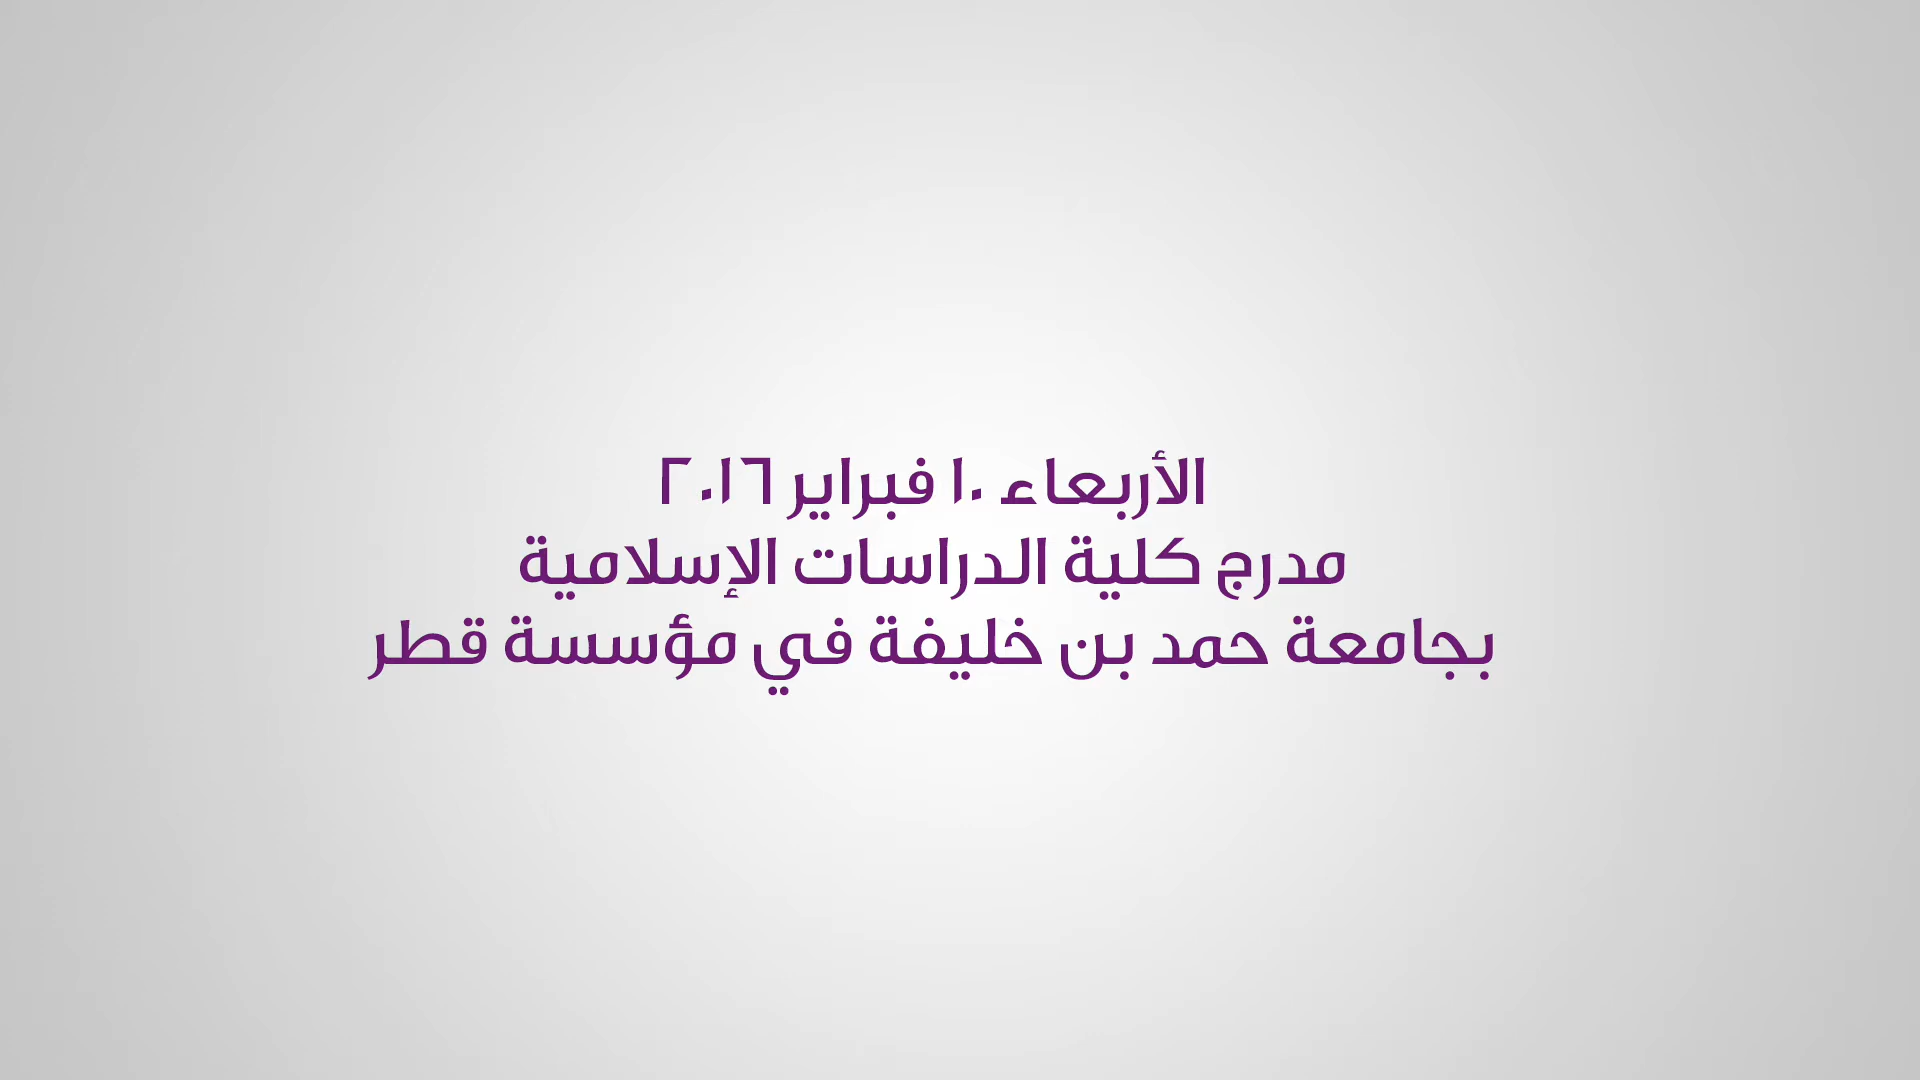 الأربعاء ١٠ فبراير ٢٠١٦
مدرج كلية الدراسات الإسلامية
بجامعة حمد بن خليفة في مؤسسة قطر